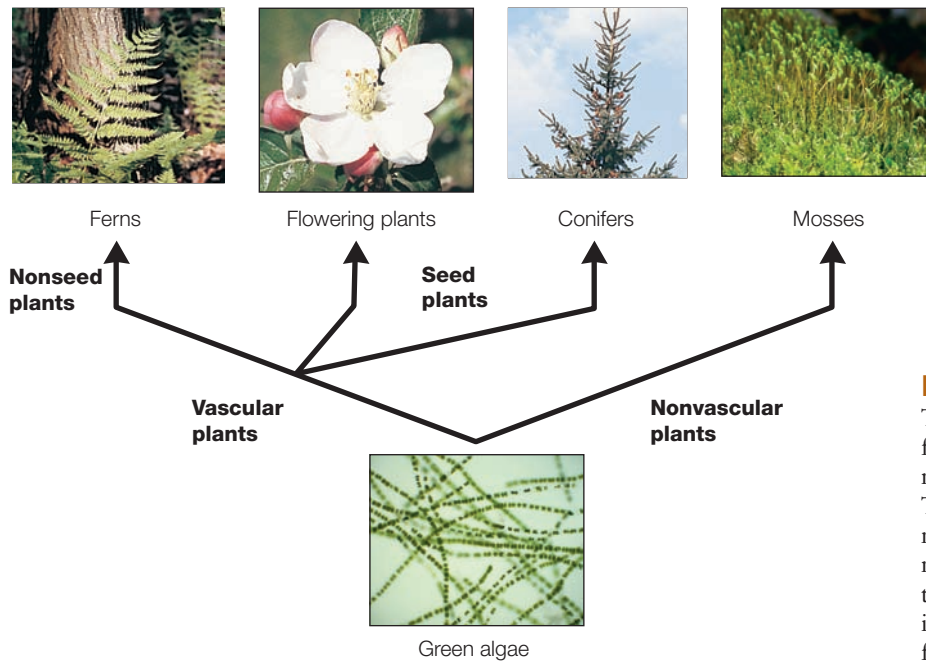 Ferns
Flowering plants
Conifers
Mosses
Nonseed
plants
Seed
plants
Vascular
plants
Nonvascular
plants
Green algae